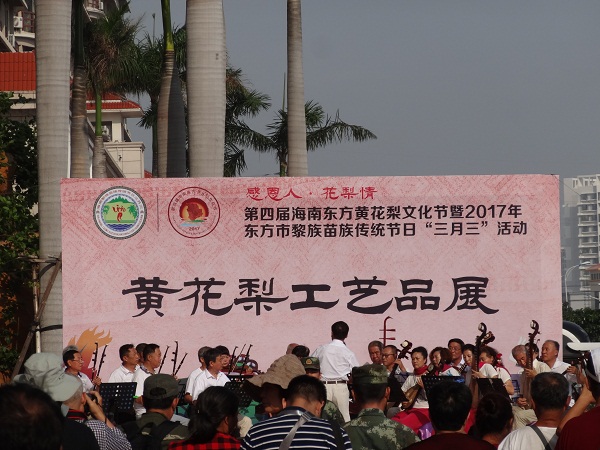 感恩人·花梨情
第四届海南东方黄花梨文化节暨2017年
东方市黎族苗族传统节日“三月三”活动
2017
黄花梨工艺品展